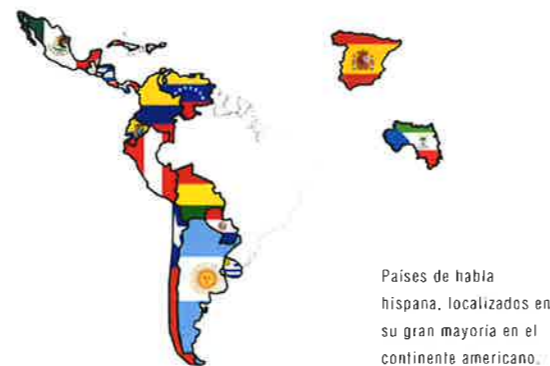 Países de habla
hispana, localizados en
su gran mayoría en el
continente americano.